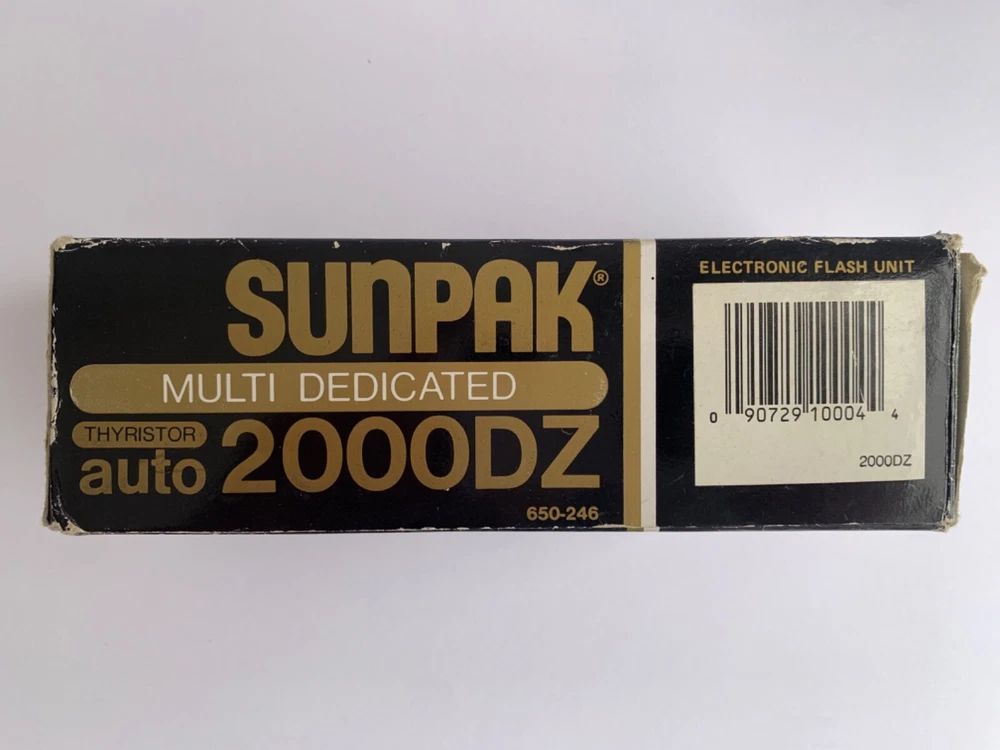 SUNPAK®
MULTI DEDICATED
THYRISTOR
auto 2000DZ
650-246
ELECTRONIC FLASH UNIT
0 90729 10004 4
2000DZ